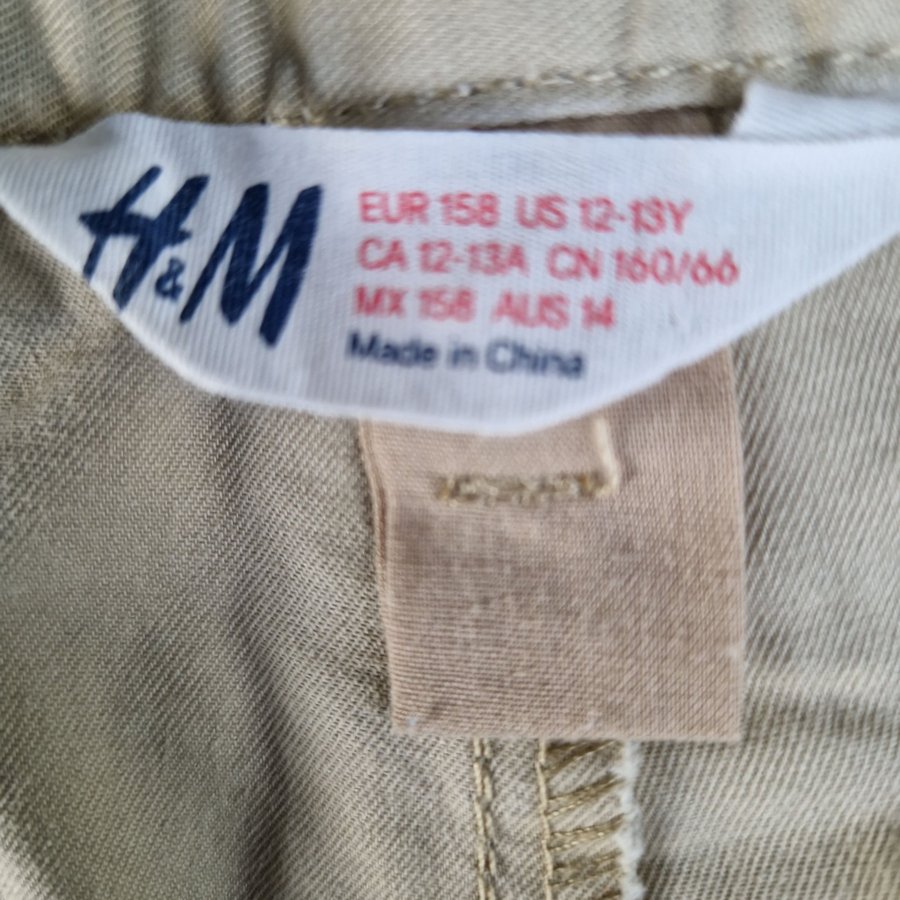 H&M
EUR 158 US 12-13Y
CA 12-13A CN 160/66
MX 158 AUS 14
Made in China